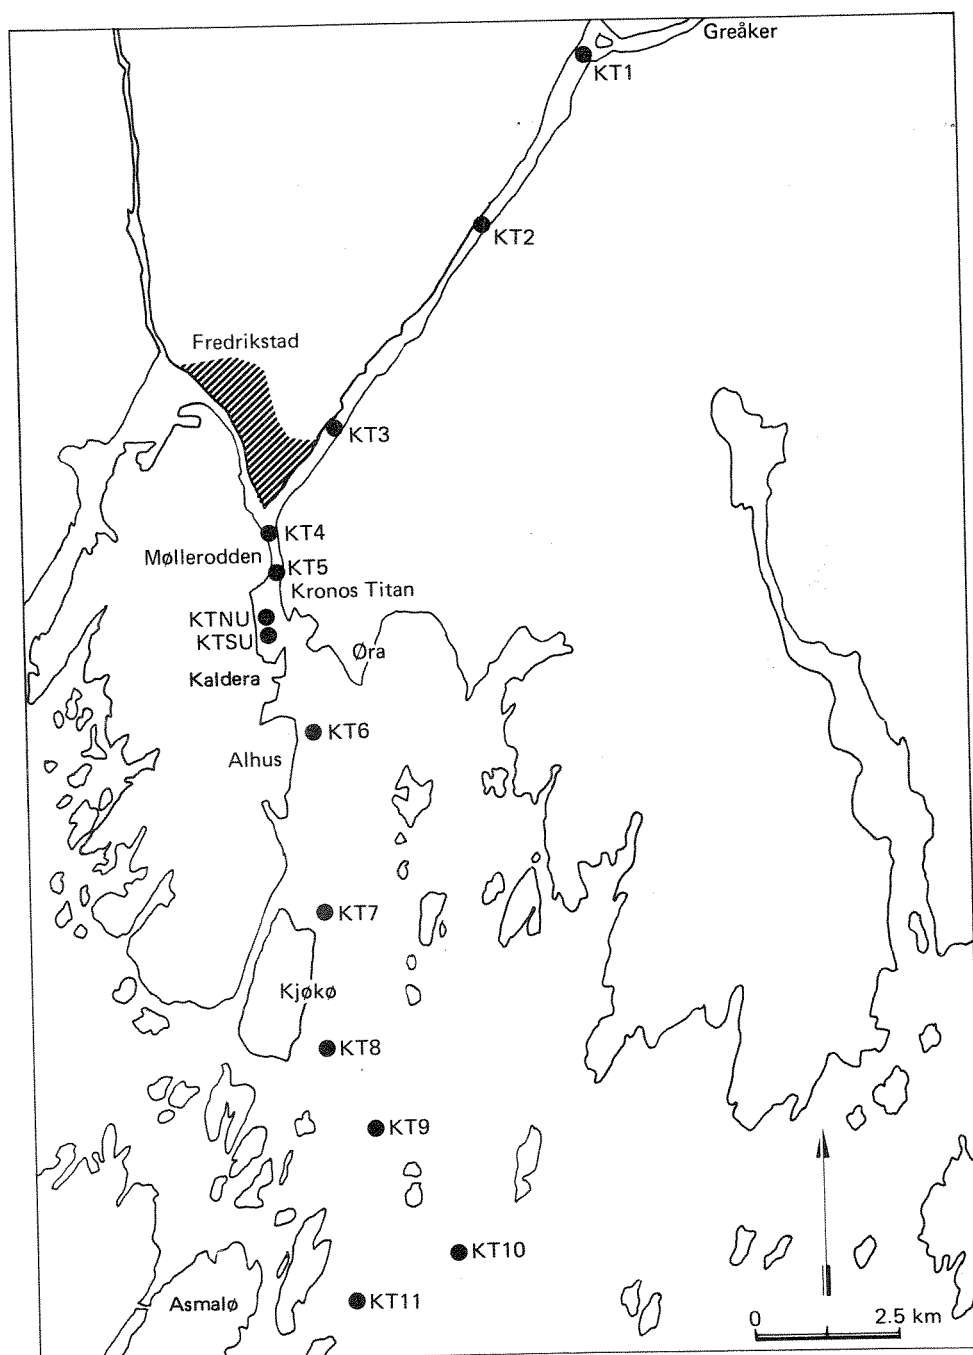 Greåker
KT1
KT2
Fredrikstad
KT3
KT4
Møllerodden
KT5
Kronos Titan
KTNU
KTSU
Øra
Kaldera
KT6
Alhus
KT7
Kjøkø
KT8
KT9
KT10
KT11
Asmalø
0 2.5 km